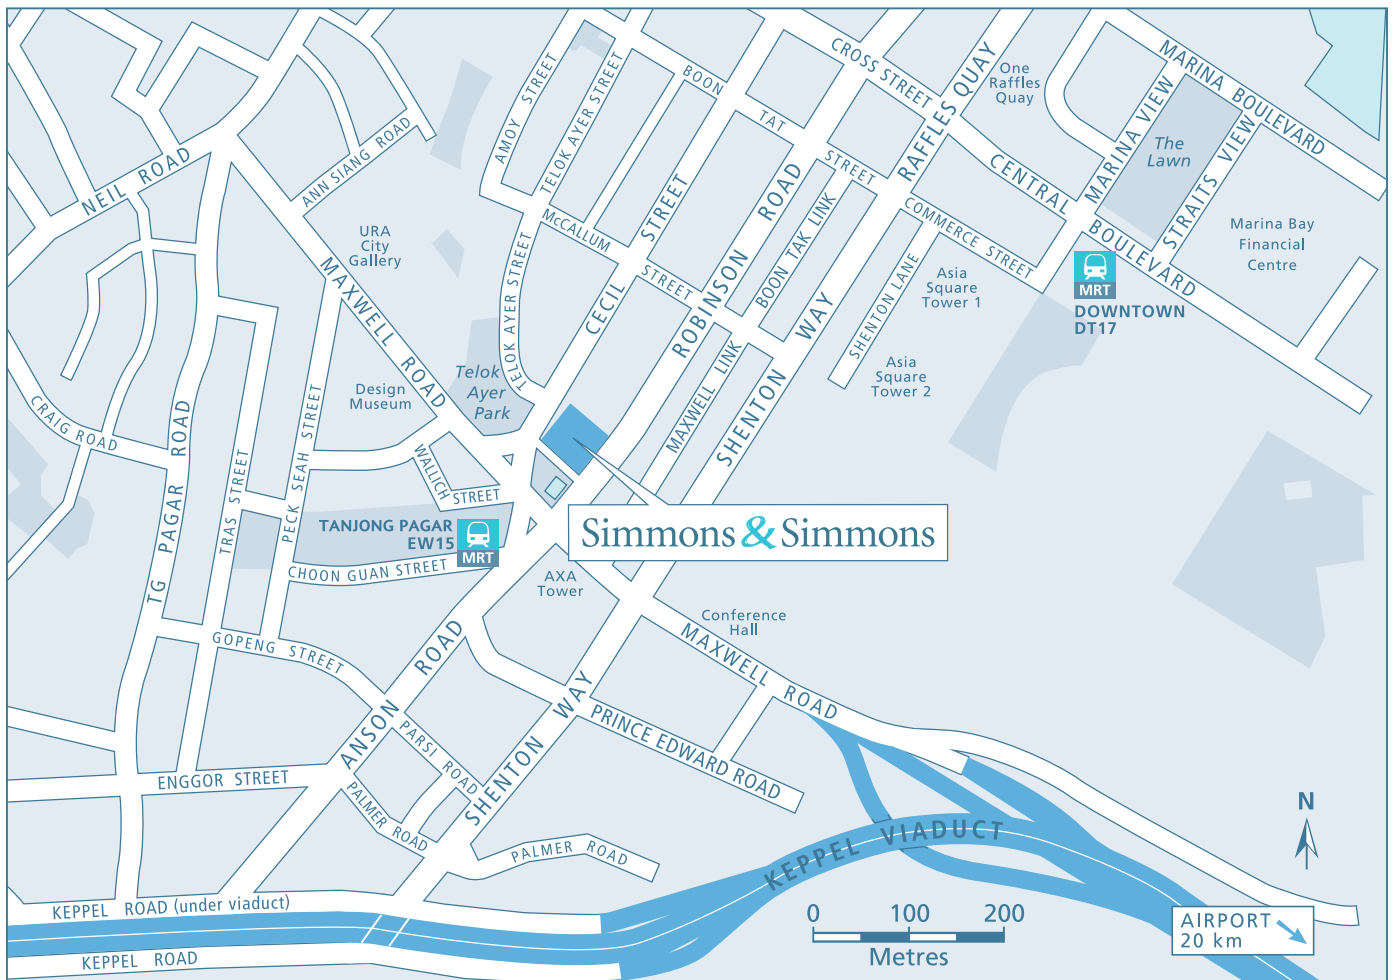 CROSS STREET
RAFFLES QUAY
One
Raffles
Quay
MARINA BOULEVARD
MARINA VIEW
The
Lawn
STRAITS VIEW
CENTRAL BOULEVARD
Marina Bay
Financial
Centre
MRT
DOWNTOWN
DT17
AMOY STREET
TELOK AYER STREET
BOON TAT STREET
COMMERCE STREET
NEIL ROAD
ANN SIANG ROAD
URA
City
Gallery
MAXWELL ROAD
McCALLUM STREET
CECIL STREET
ROBINSON ROAD
BOON TAK LINK
SHENTON WAY
SHENTON LANE
Asia
Square
Tower 1
Asia
Square
Tower 2
TELOK AYER STREET
MAXWELL LINK
SHENTON WAY
Telok
Ayer
Park
Design
Museum
CRAIG ROAD
TG PAGAR ROAD
TRAS STREET
PECK SEAH STREET
WALLICH STREET
TANJONG PAGAR
EW15
MRT
Simmons & Simmons
CHOON GUAN STREET
AXA
Tower
Conference
Hall
MAXWELL ROAD
GOPENG STREET
ANSON ROAD
PARSI ROAD
SHENTON WAY
PRINCE EDWARD ROAD
ENGGOR STREET
PALMER ROAD
PALMER ROAD
KEPPEL VIADUCT
KEPPEL ROAD (under viaduct)
KEPPEL ROAD
0 100 200
Metres
N
AIRPORT
20 km